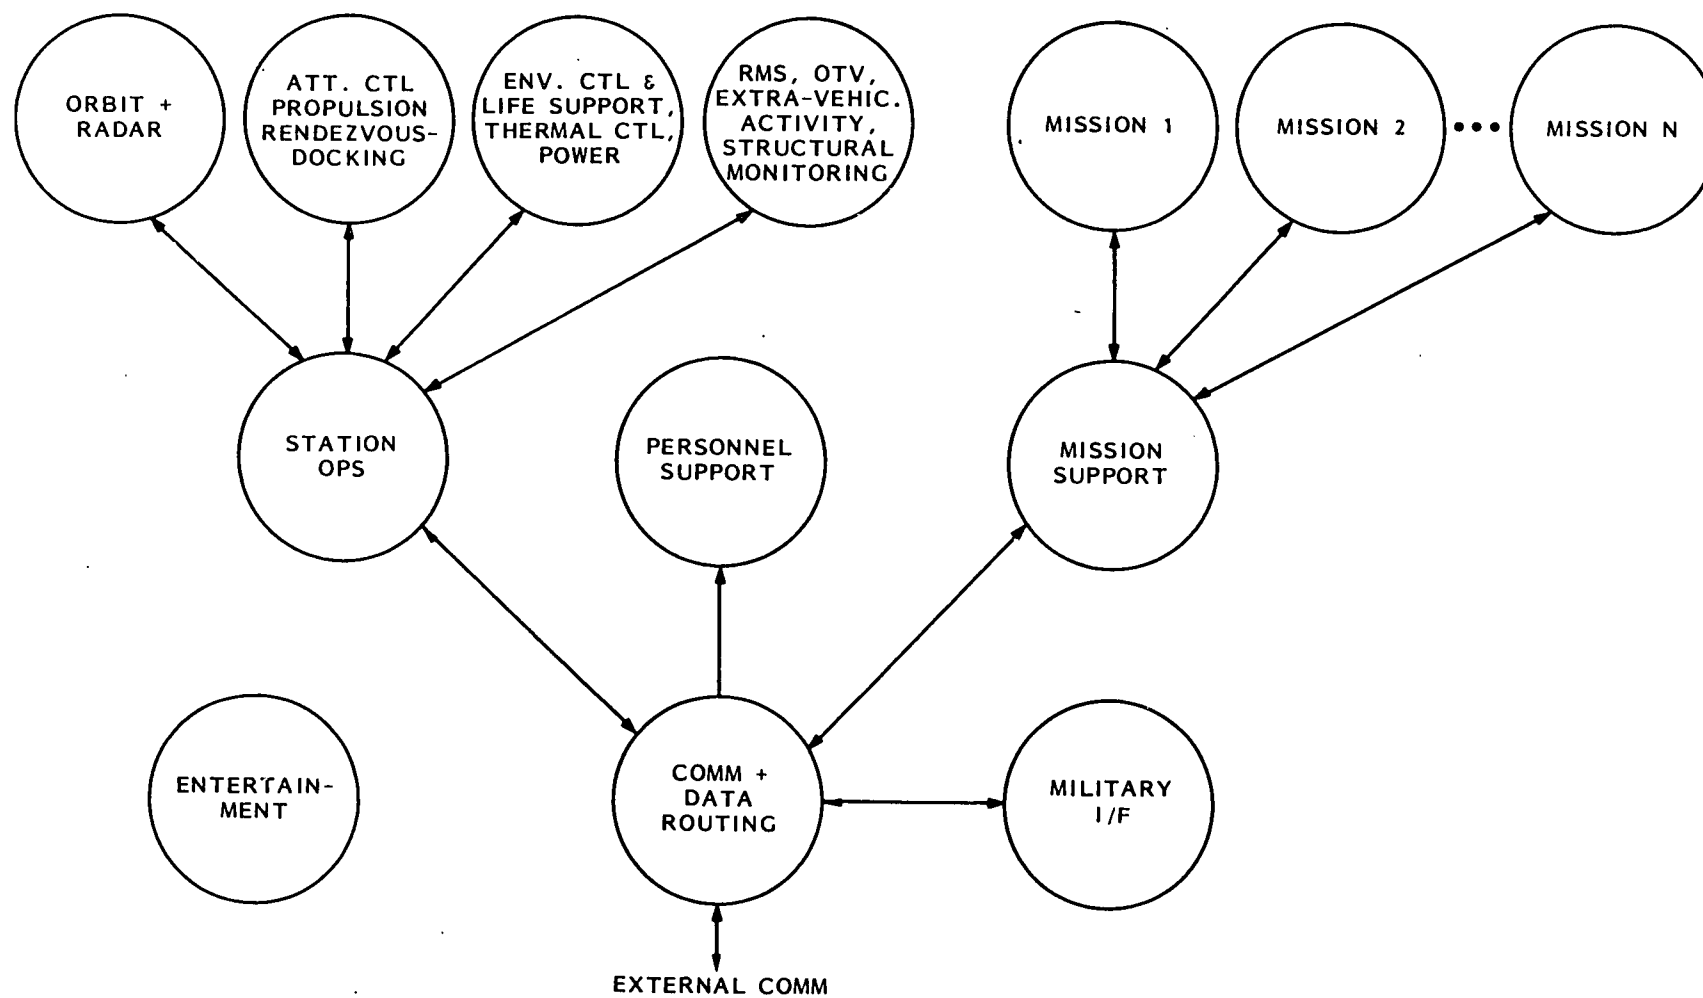 ORBIT +
RADAR
ATT. CTL
PROPULSION
RENDEZVOUS-
DOCKING
ENV. CTL &
LIFE SUPPORT,
THERMAL CTL,
POWER
RMS, OTV,
EXTRA-VEHIC.
ACTIVITY,
STRUCTURAL
MONITORING
MISSION 1
MISSION 2
•••
MISSION N
STATION
OPS
PERSONNEL
SUPPORT
MISSION
SUPPORT
ENTERTAIN-
MENT
COMM +
DATA
ROUTING
MILITARY
I/F
EXTERNAL COMM